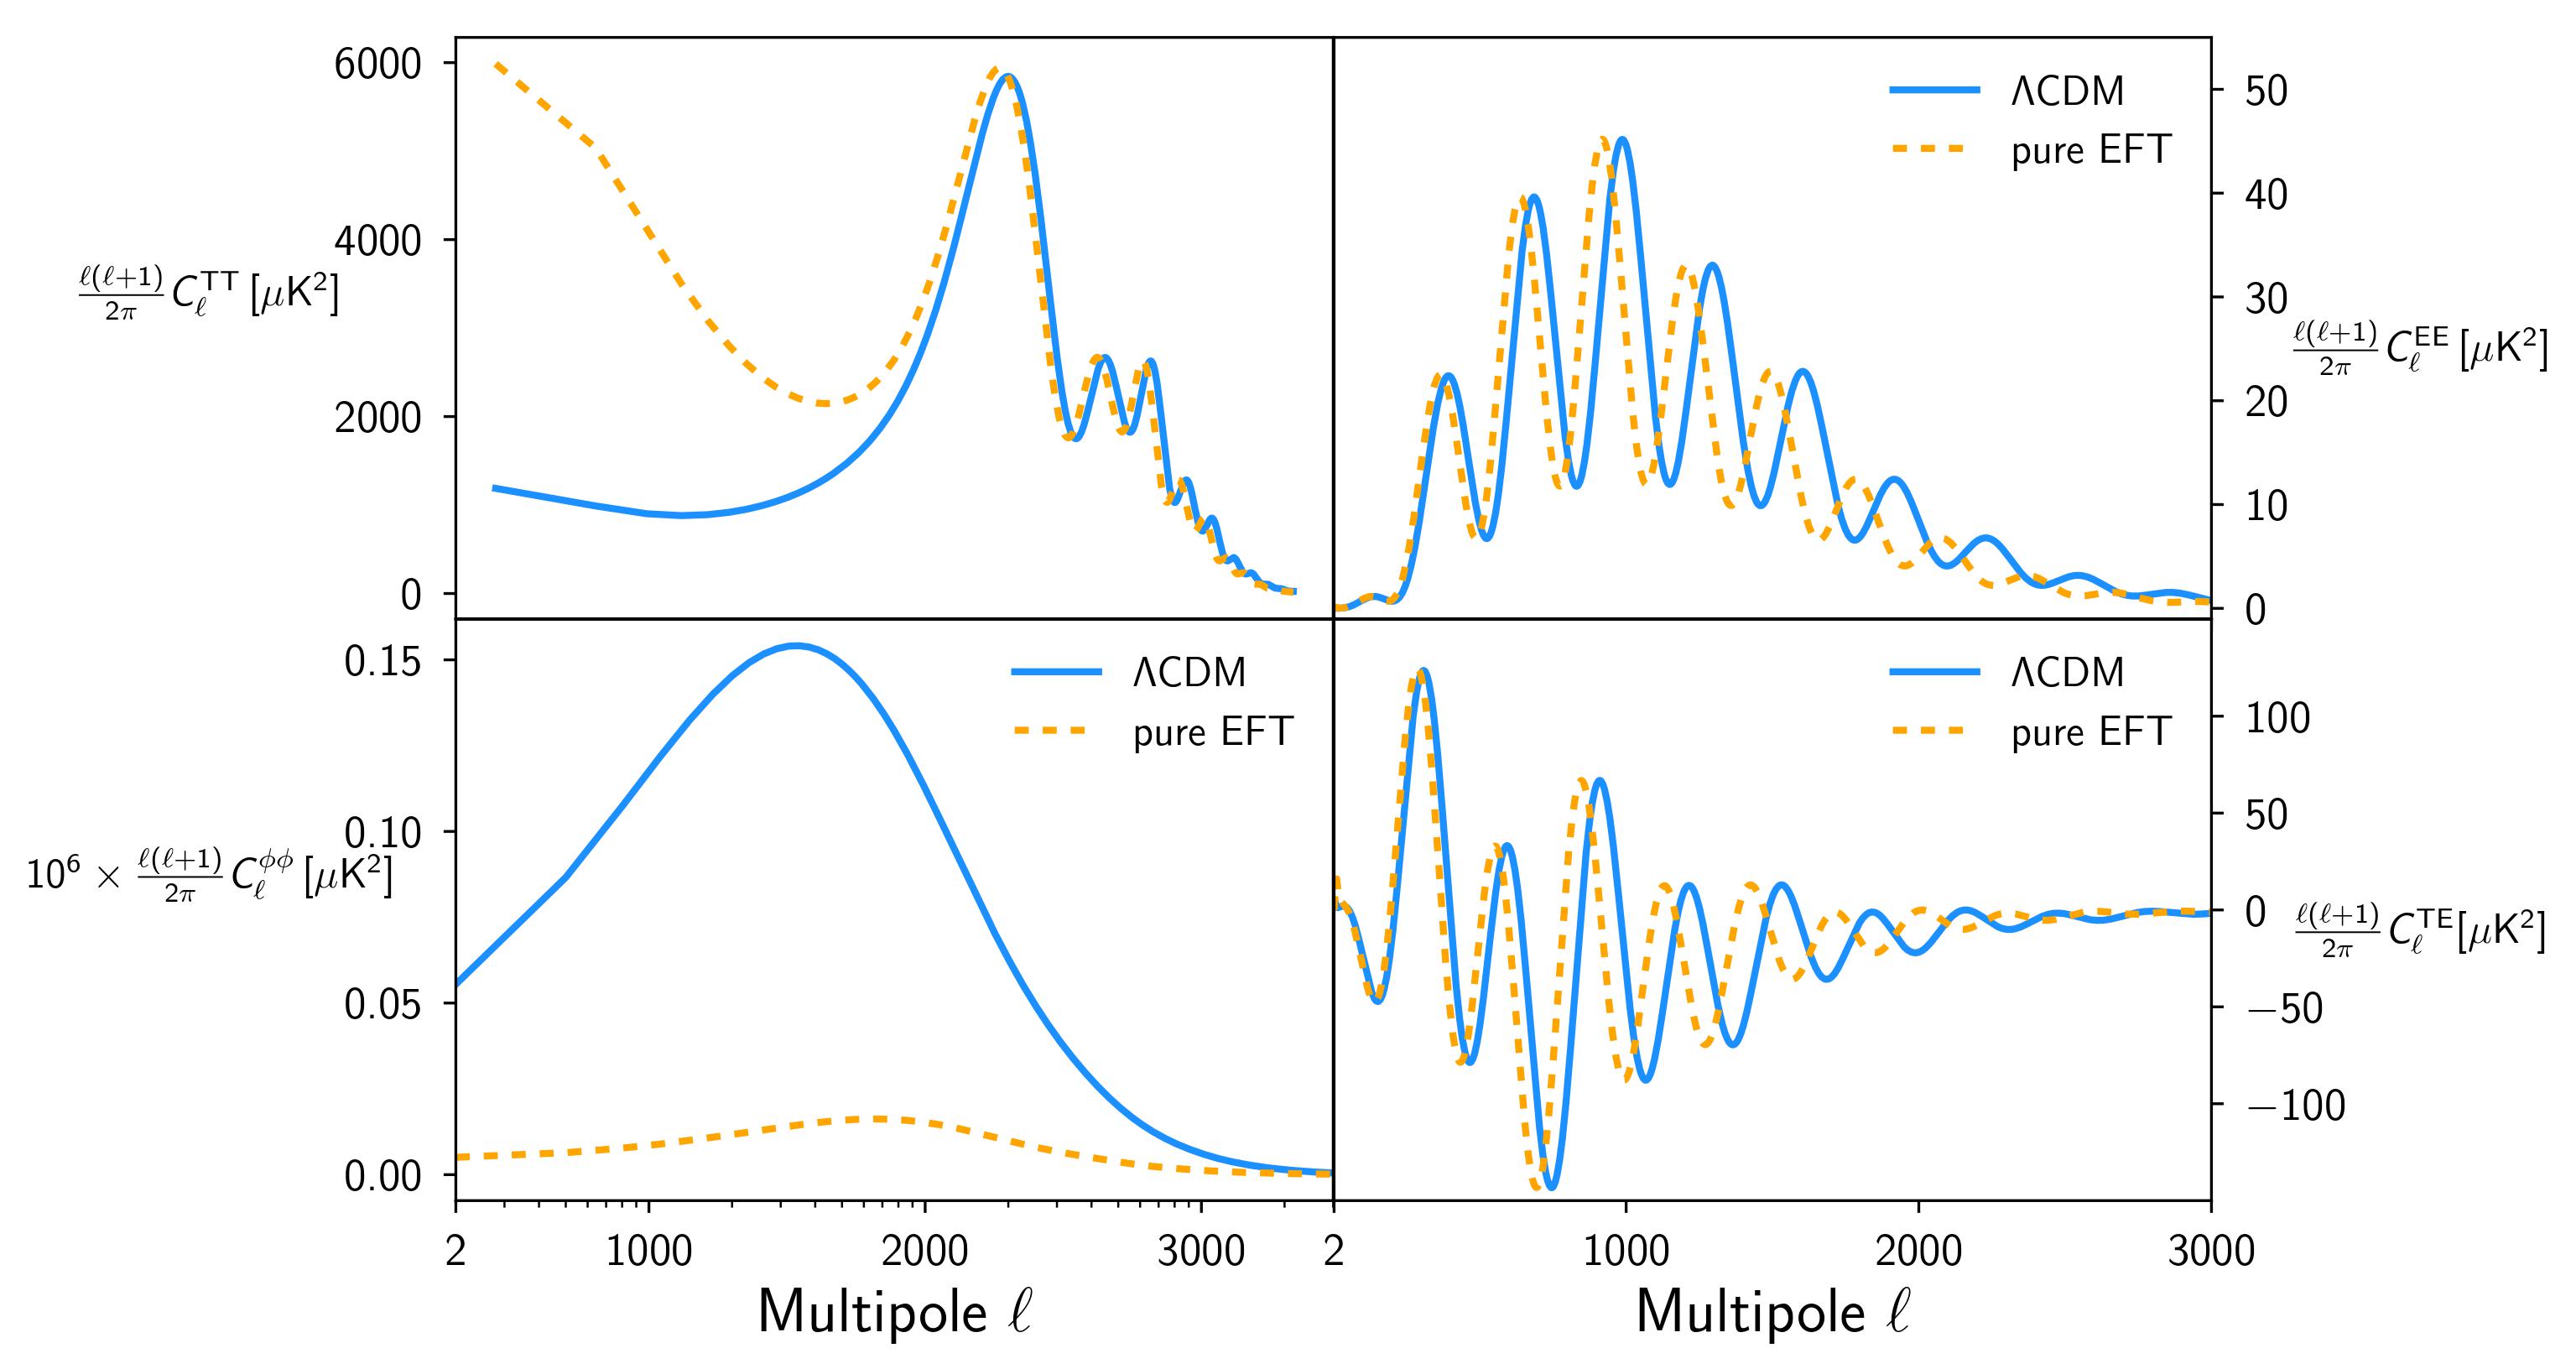 6000
4000
2000
0
ℓ(ℓ+1)/2π C_ℓ^TT [μK²]
ΛCDM
pure EFT
50
40
30
20
10
0
ℓ(ℓ+1)/2π C_ℓ^EE [μK²]
0.15
0.10
0.05
0.00
10⁶ × ℓ(ℓ+1)/2π C_ℓ^ϕϕ [μK²]
ΛCDM
pure EFT
ΛCDM
pure EFT
100
50
0
−50
−100
ℓ(ℓ+1)/2π C_ℓ^TE [μK²]
2 1000 2000 3000
2 1000 2000 3000
Multipole ℓ
Multipole ℓ